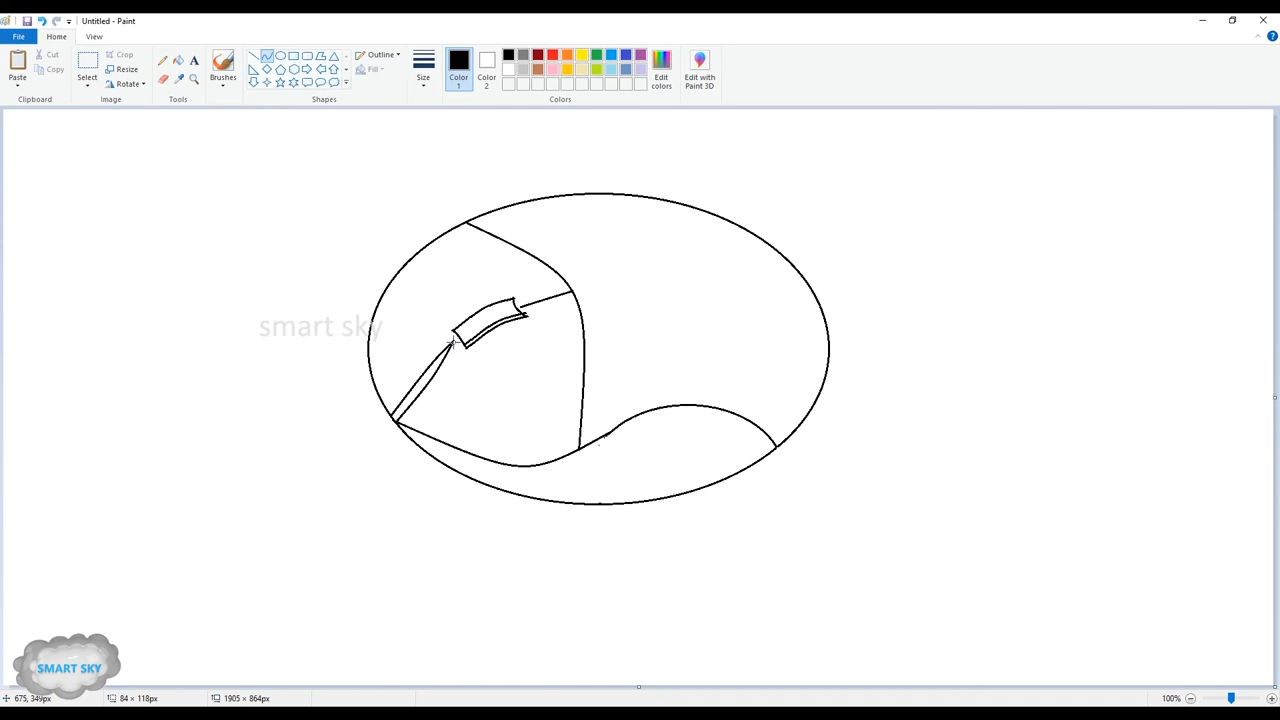 Untitled - Paint
File
Home
View
Paste
Cut
Copy
Clipboard
Select
Crop
Resize
Rotate
Image
A
Tools
Brushes
Shapes
Outline
Fill
Size
Color 1
Color 2
Colors
Edit colors
Edit with Paint 3D
smart sky
SMART SKY
675, 349px
84 × 118px
1905 × 864px
100%